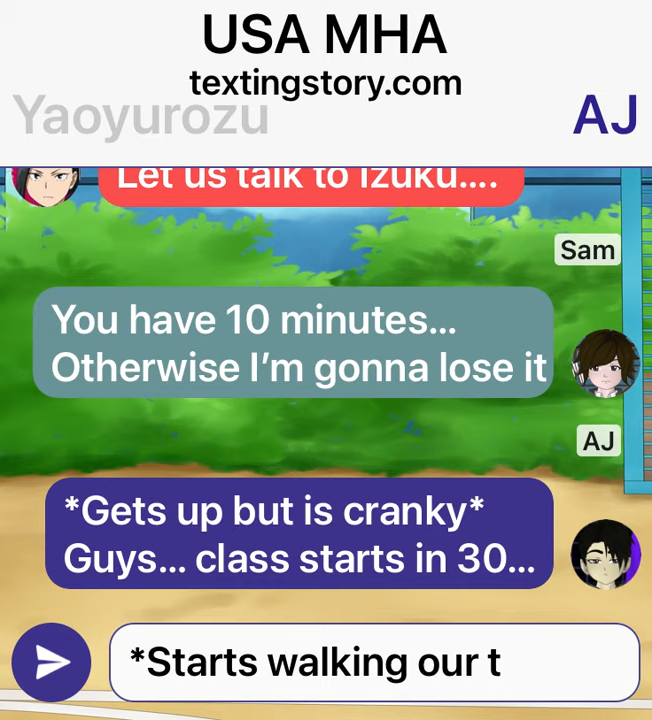 USA MHA
textingstory.com
Yaoyurozu
AJ
Let us talk to Izuku....
Sam
You have 10 minutes...
Otherwise I’m gonna lose it
AJ
*Gets up but is cranky*
Guys... class starts in 30...
*Starts walking our t